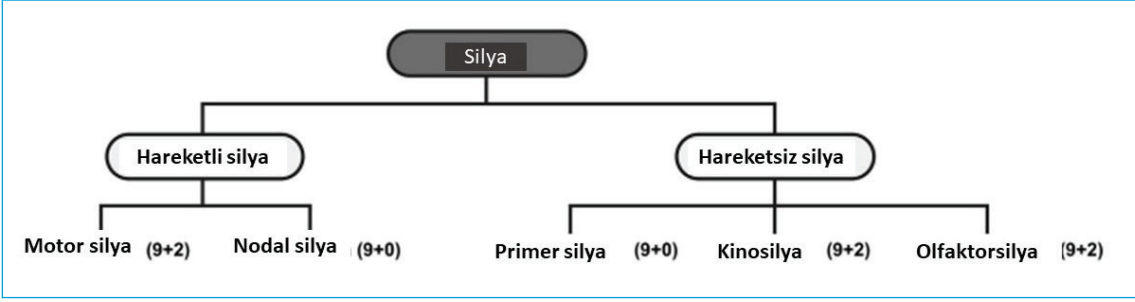 Silya
Hareketli silya Hareketsiz silya
Motor silya (9+2) Nodal silya (9+0) Primer silya (9+0) Kinosilya (9+2) Olfaktorsilya (9+2)